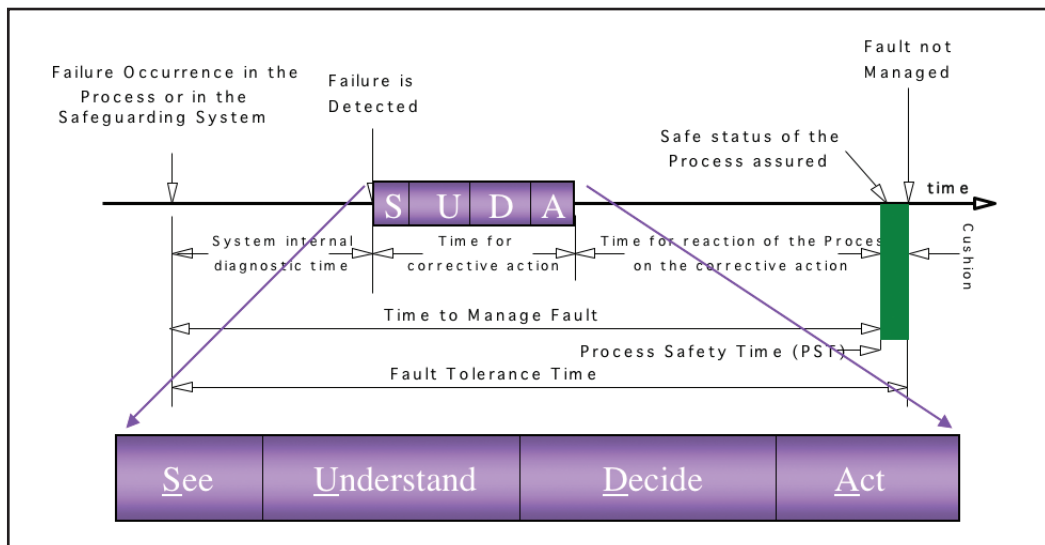 Failure Occurrence in the
Process or in the
Safeguarding System
Failure is
Detected
Fault not
Managed
Safe status of the
Process assured
time
S U D A
System internal
diagnostic time
Time for
corrective action
Time for reaction of the Proces
on the corrective action
Cushion
Time to Manage Fault
Process Safety Time (PST)
Fault Tolerance Time
See Understand Decide Act